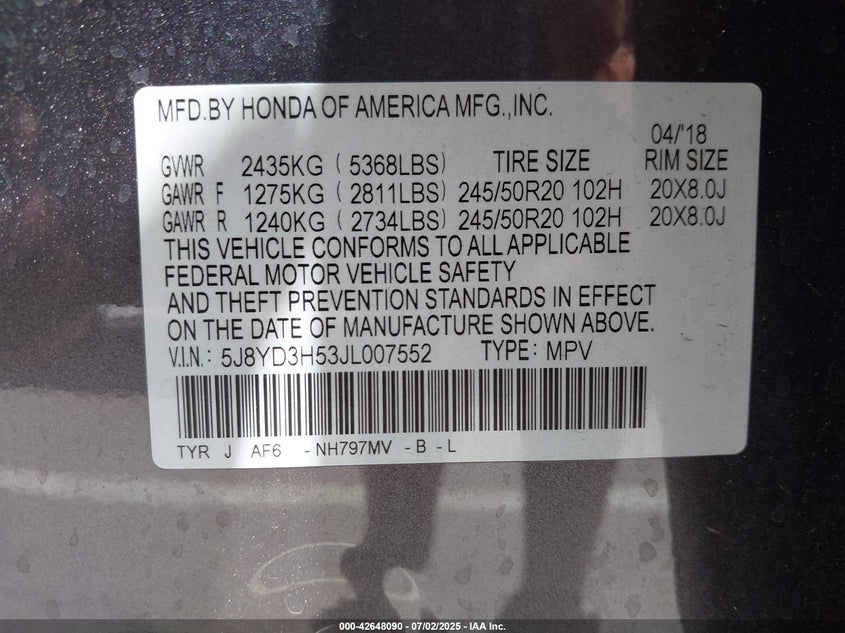 MFD.BY HONDA OF AMERICA MFG.,INC.
04/'18
GVWR 2435KG ( 5368LBS) TIRE SIZE RIM SIZE
GAWR F 1275KG ( 2811LBS) 245/50R20 102H 20X8.0J
GAWR R 1240KG ( 2734LBS) 245/50R20 102H 20X8.0J
THIS VEHICLE CONFORMS TO ALL APPLICABLE
FEDERAL MOTOR VEHICLE SAFETY
AND THEFT PREVENTION STANDARDS IN EFFECT
ON THE DATE OF MANUFACTURE SHOWN ABOVE.
V.I.N: 5J8YD3H53JL007552 TYPE: MPV
TYR J AF6 -NH797MV -B -L
000-42648090 - 07/02/2025 - IAA Inc.